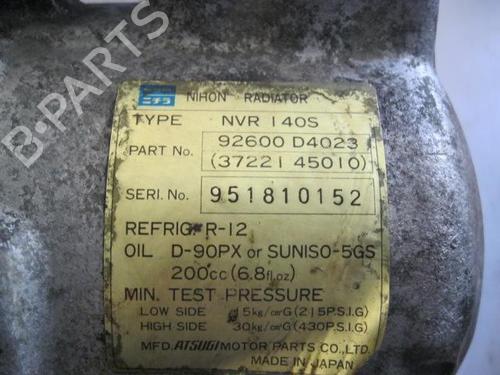 ニチラ NIHON RADIATOR
TYPE NVR 140S
PART No. 92600 D4023
(37221 45010)
SERI. No. 951810152
REFRIG. R-12
OIL D-90PX or SUNISO-5GS
200cc (6.8fl.oz)
MIN. TEST PRESSURE
LOW SIDE 15kg/cm²G (215P.S.I.G)
HIGH SIDE 30kg/cm²G (430P.S.I.G)
MFD. ATSUGI MOTOR PARTS CO., LTD.
MADE IN JAPAN